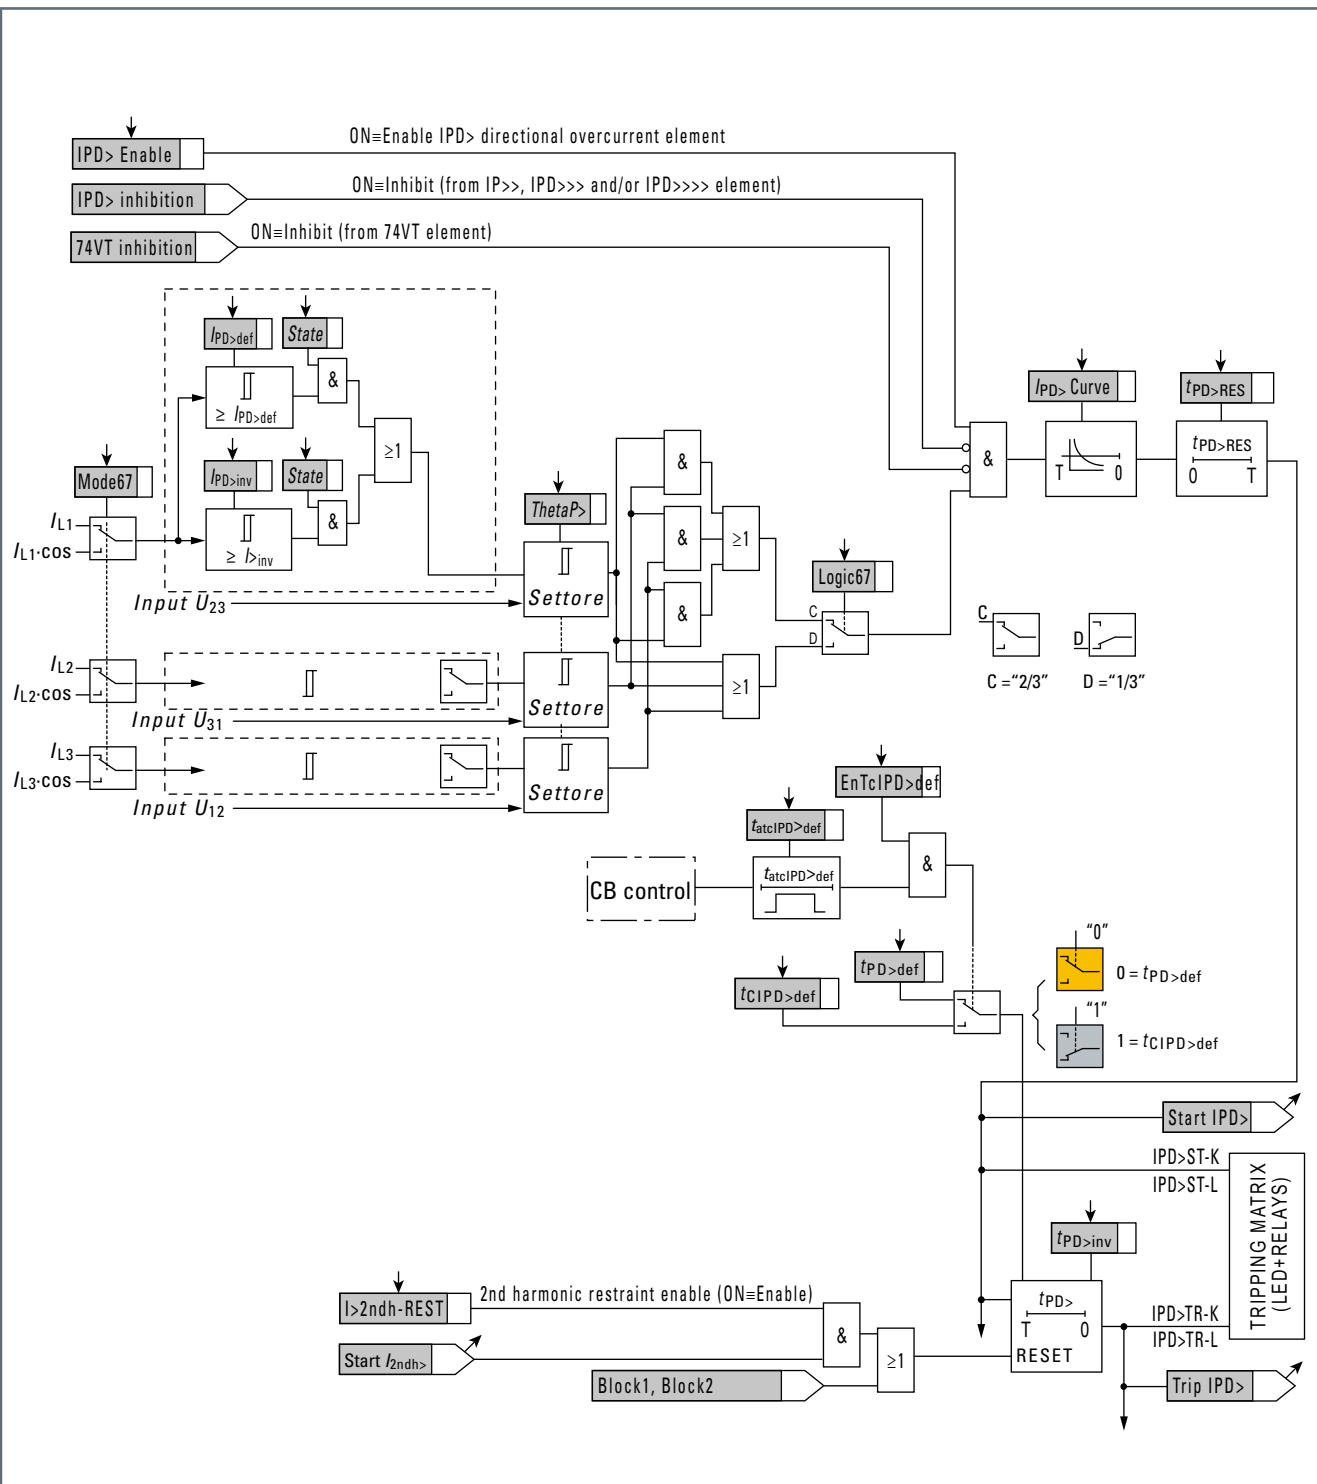 ON≡Enable IPD> directional overcurrent element
IPD> Enable
ON≡Inhibit (from IP>>, IPD>>> and/or IPD>>>> element)
IPD> inhibition
ON≡Inhibit (from 74VT element)
74VT inhibition
IPD>def
State
&
≥ IPD>def
≥1
IPD>inv
State
&
≥ I>inv
Mode67
IL1
IL1·cos
Input U23
ThetaP>
Settore
IL2
IL2·cos
Input U31
Settore
IL3
IL3·cos
Input U12
Settore
&
&
&
≥1
≥1
Logic67
C
D
&
IPD> Curve
T
0
tPD>RES
tPD>RES
0
T
C
D
C ="2/3"
D ="1/3"
EnTcIPD>def
tatcIPD>def
tatcIPD>def
&
CB control
tPD>def
tCIPD>def
"0"
0 = tPD>def
"1"
1 = tCIPD>def
Start IPD>
IPD>ST-K
IPD>ST-L
TRIPPING MATRIX
(LED+RELAYS)
tPD>inv
tPD>
T
0
RESET
IPD>TR-K
IPD>TR-L
Trip IPD>
2nd harmonic restraint enable (ON≡Enable)
I>2ndh-REST
&
Start I2ndh>
≥1
Block1, Block2